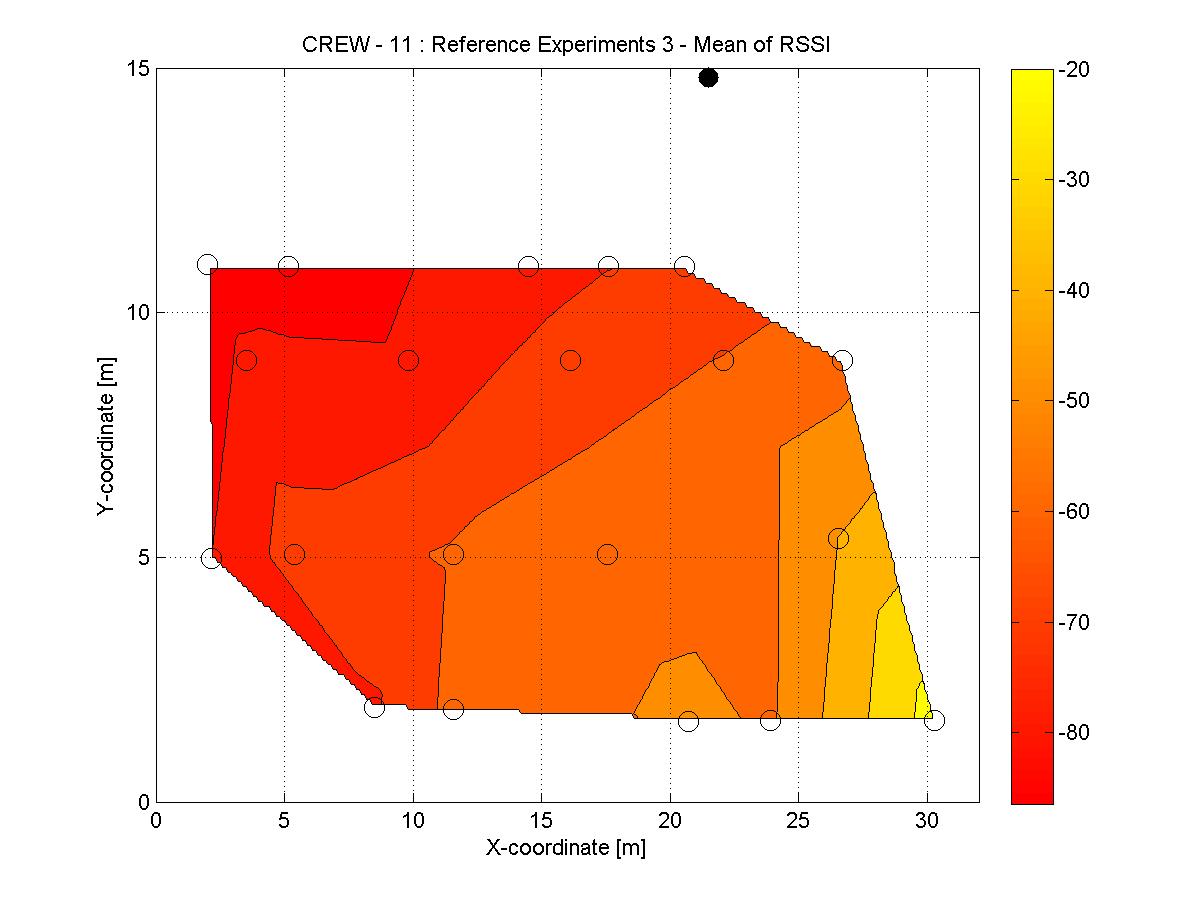 CREW - 11 : Reference Experiments 3 - Mean of RSSI
15
10
5
0
Y-coordinate [m]
0 5 10 15 20 25 30
X-coordinate [m]
-20
-30
-40
-50
-60
-70
-80